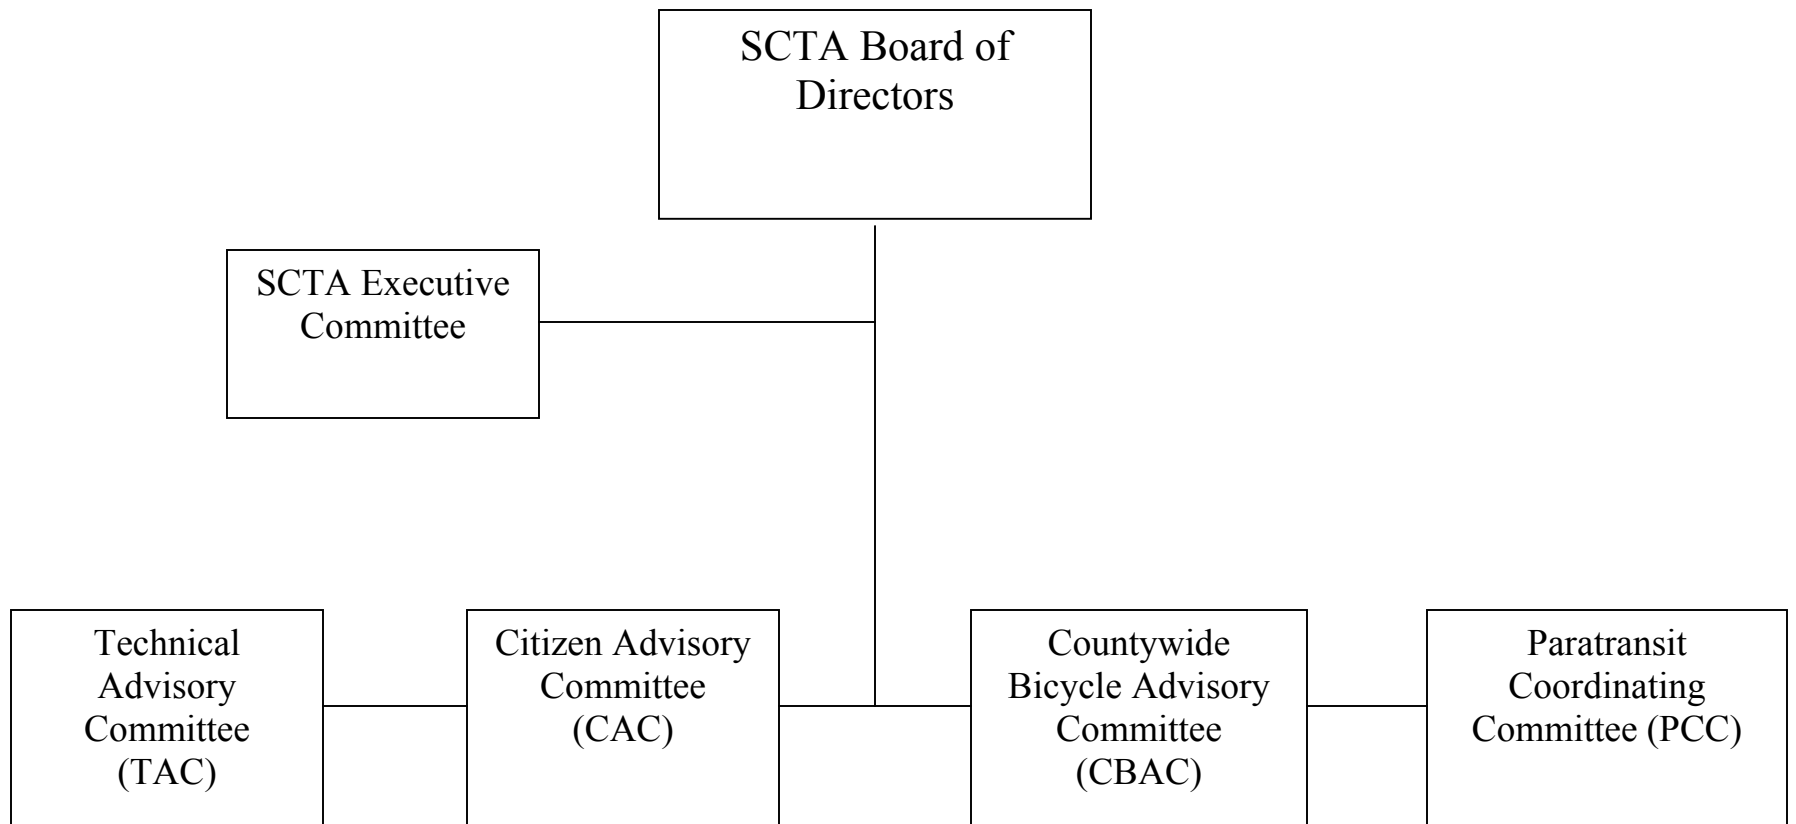 SCTA Board of
Directors
SCTA Executive
Committee
Technical
Advisory
Committee
(TAC)
Citizen Advisory
Committee
(CAC)
Countywide
Bicycle Advisory
Committee
(CBAC)
Paratransit
Coordinating
Committee (PCC)